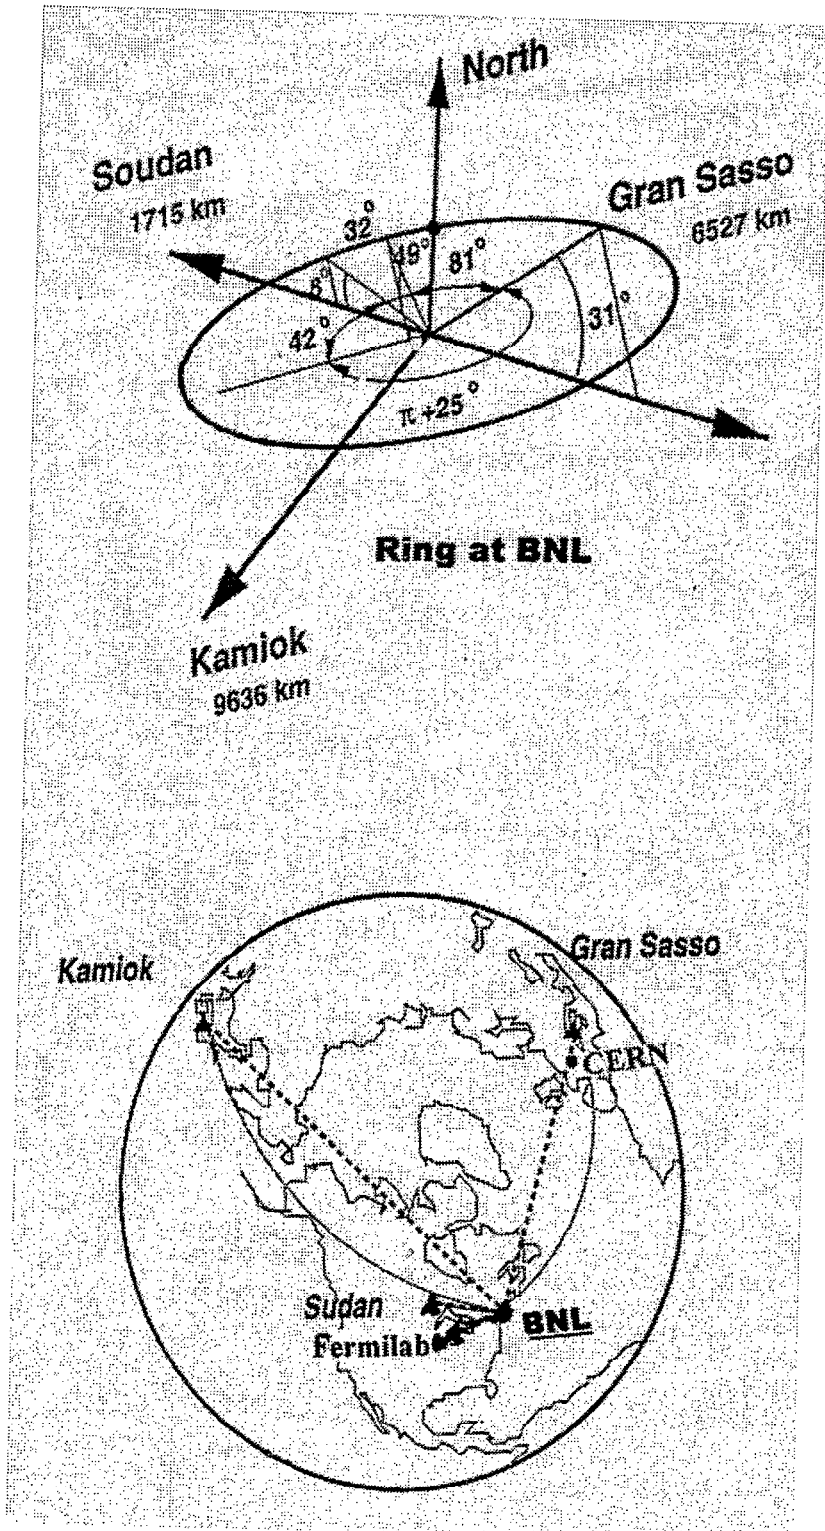 North
Soudan
1715 km
Gran Sasso
6527 km
32°
49°
81°
8°
42°
31°
π +25°
Ring at BNL
Kamiok
9636 km
Kamiok
Gran Sasso
CERN
Sudan
BNL
Fermilab